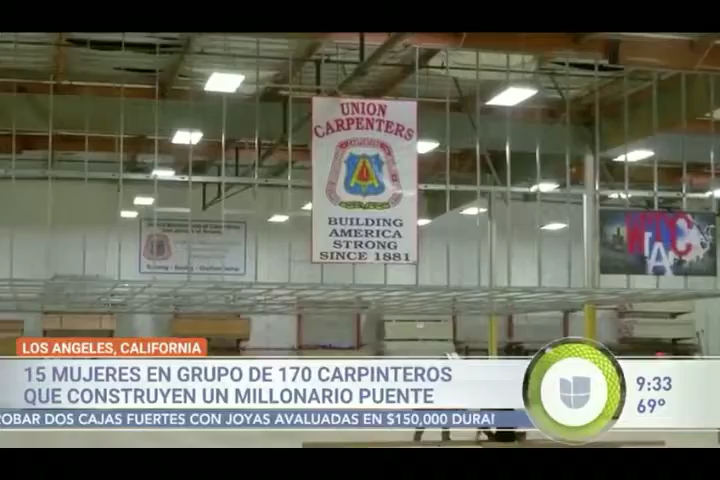 UNION
CARPENTERS
BUILDING
AMERICA
STRONG
SINCE 1881
LOS ANGELES, CALIFORNIA
15 MUJERES EN GRUPO DE 170 CARPINTEROS
QUE CONSTRUYEN UN MILLONARIO PUENTE
9:33
69°
ROBAR DOS CAJAS FUERTES CON JOYAS AVALUADAS EN $150,000 DURA